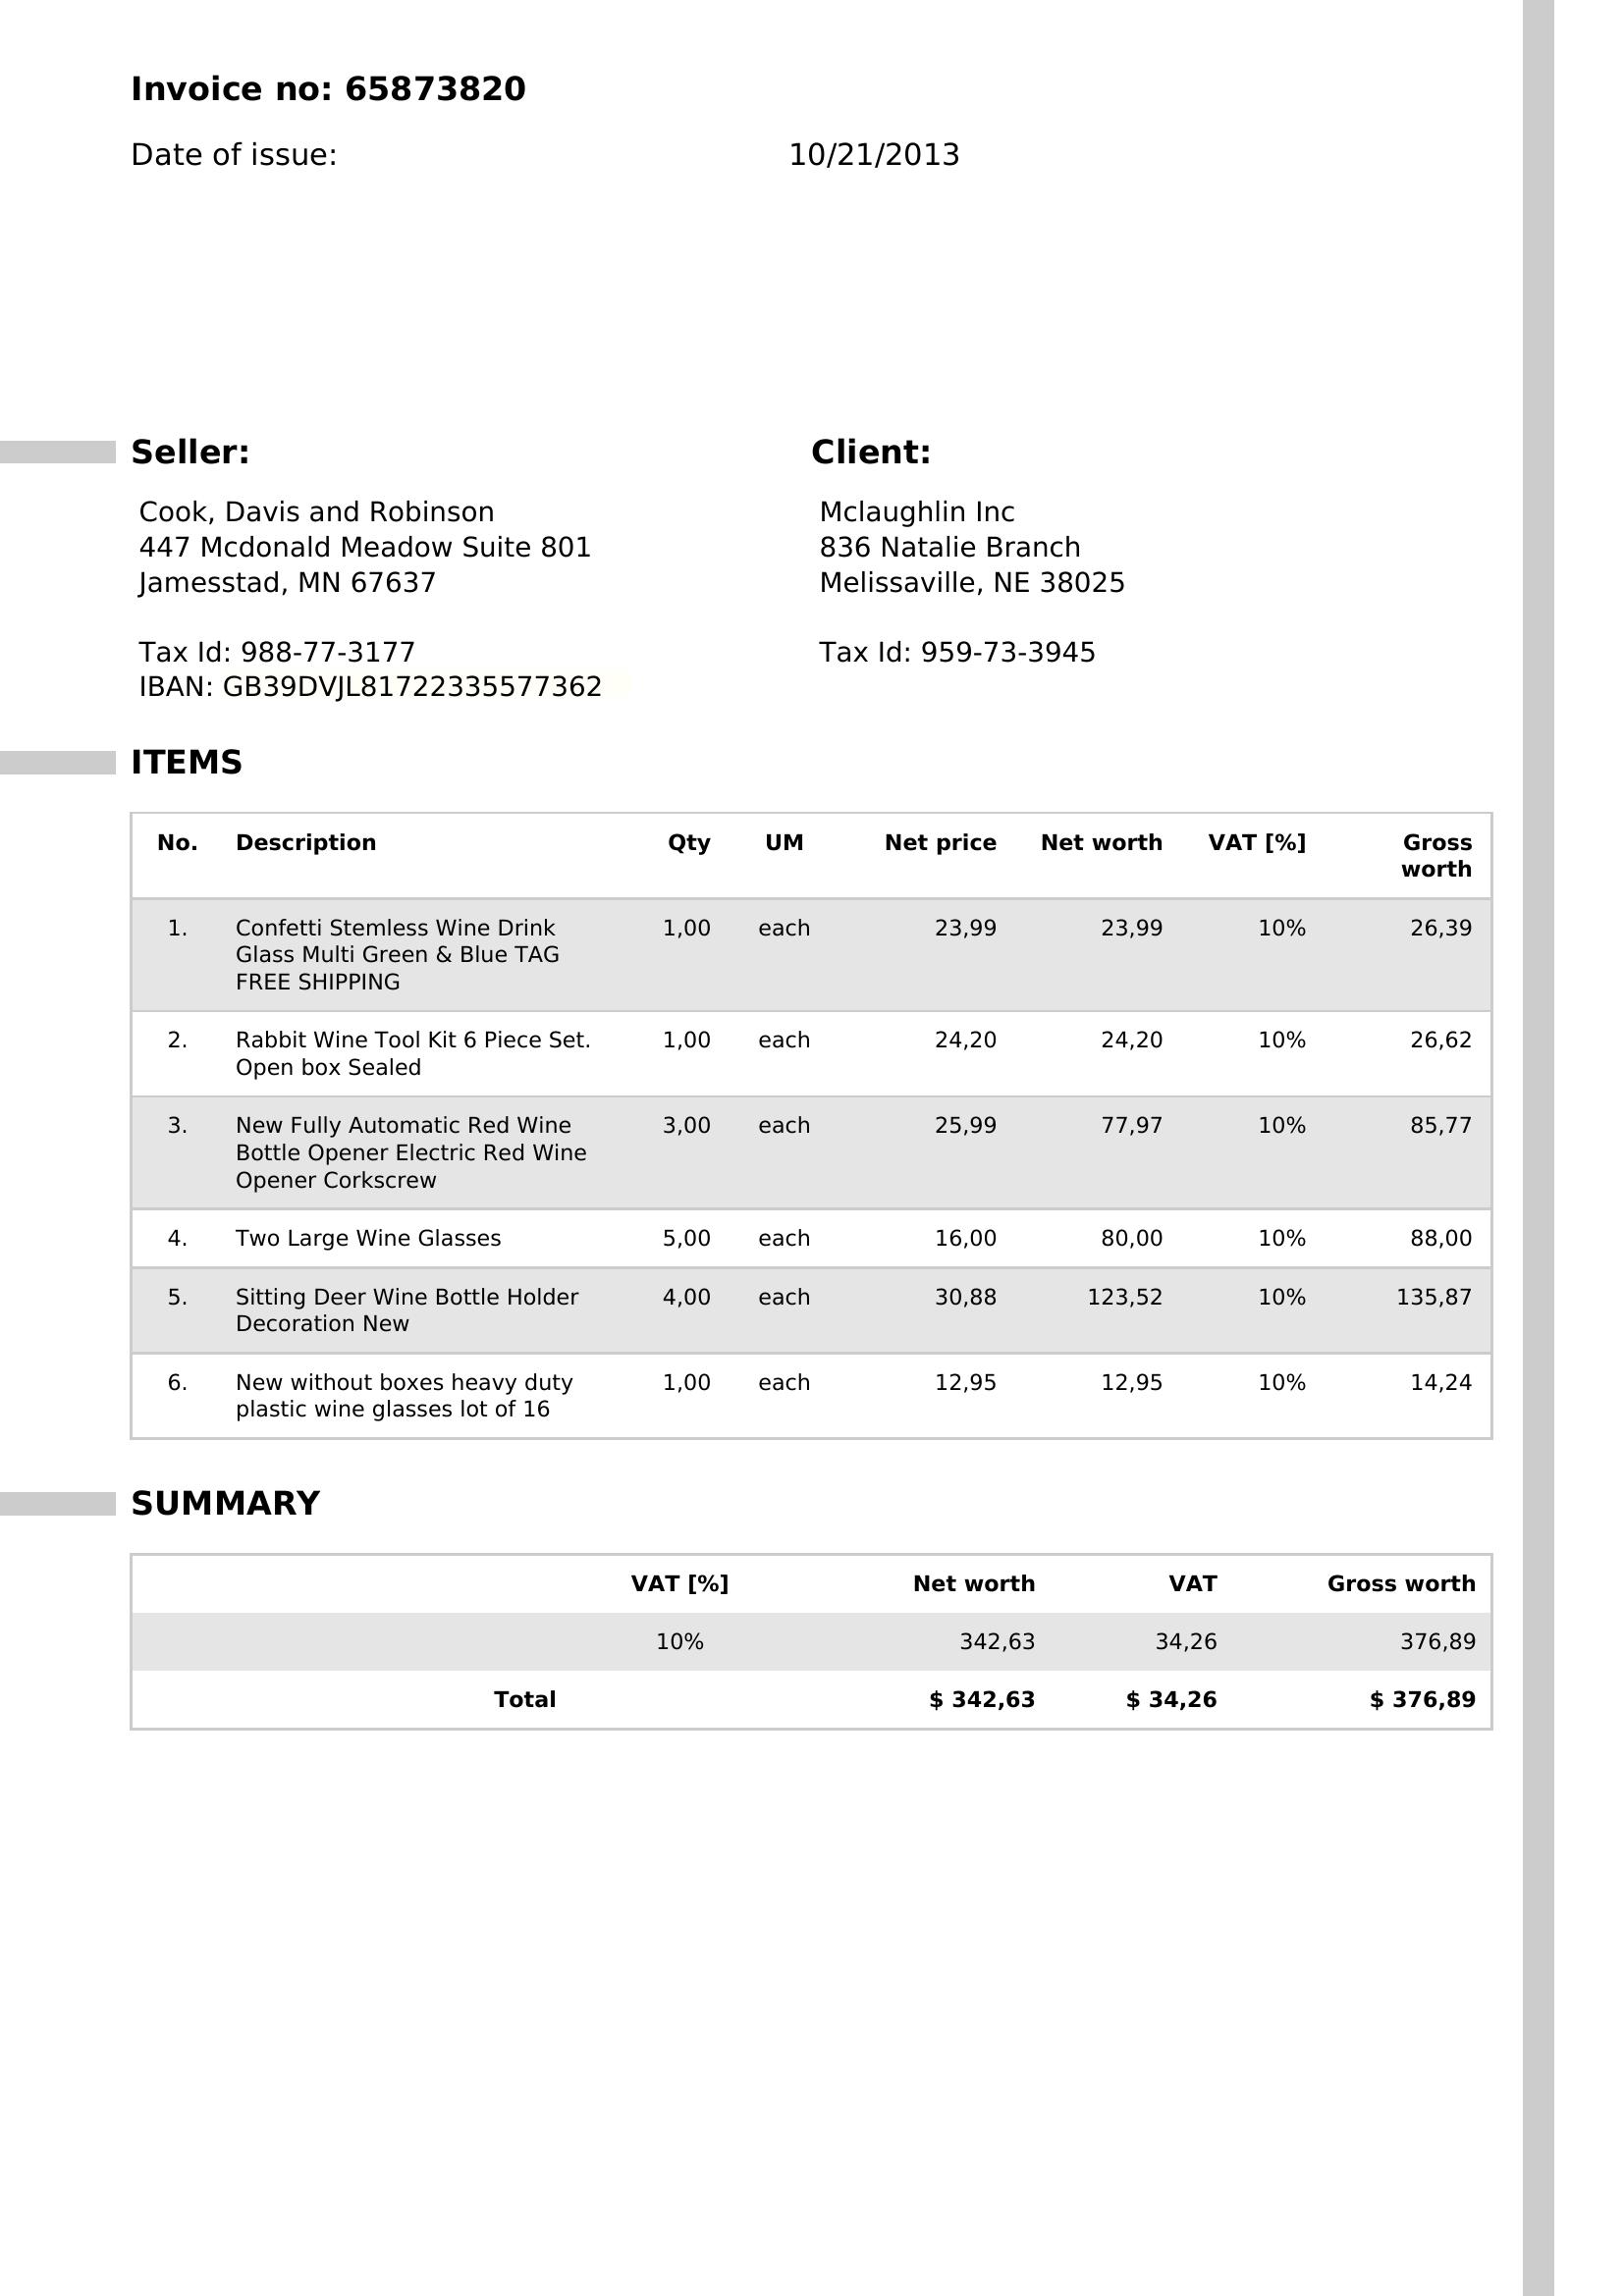 Invoice no: 65873820
Date of issue: 10/21/2013
Seller:
Cook, Davis and Robinson
447 Mcdonald Meadow Suite 801
Jamesstad, MN 67637
Tax Id: 988-77-3177
IBAN: GB39DVJL81722335577362
Client:
Mclaughlin Inc
836 Natalie Branch
Melissaville, NE 38025
Tax Id: 959-73-3945
ITEMS
No. Description Qty UM Net price Net worth VAT [%] Gross
worth
1. Confetti Stemless Wine Drink 1,00 each 23,99 23,99 10% 26,39
Glass Multi Green & Blue TAG
FREE SHIPPING
2. Rabbit Wine Tool Kit 6 Piece Set. 1,00 each 24,20 24,20 10% 26,62
Open box Sealed
3. New Fully Automatic Red Wine 3,00 each 25,99 77,97 10% 85,77
Bottle Opener Electric Red Wine
Opener Corkscrew
4. Two Large Wine Glasses 5,00 each 16,00 80,00 10% 88,00
5. Sitting Deer Wine Bottle Holder 4,00 each 30,88 123,52 10% 135,87
Decoration New
6. New without boxes heavy duty 1,00 each 12,95 12,95 10% 14,24
plastic wine glasses lot of 16
SUMMARY
VAT [%] Net worth VAT Gross worth
10% 342,63 34,26 376,89
Total $ 342,63 $ 34,26 $ 376,89